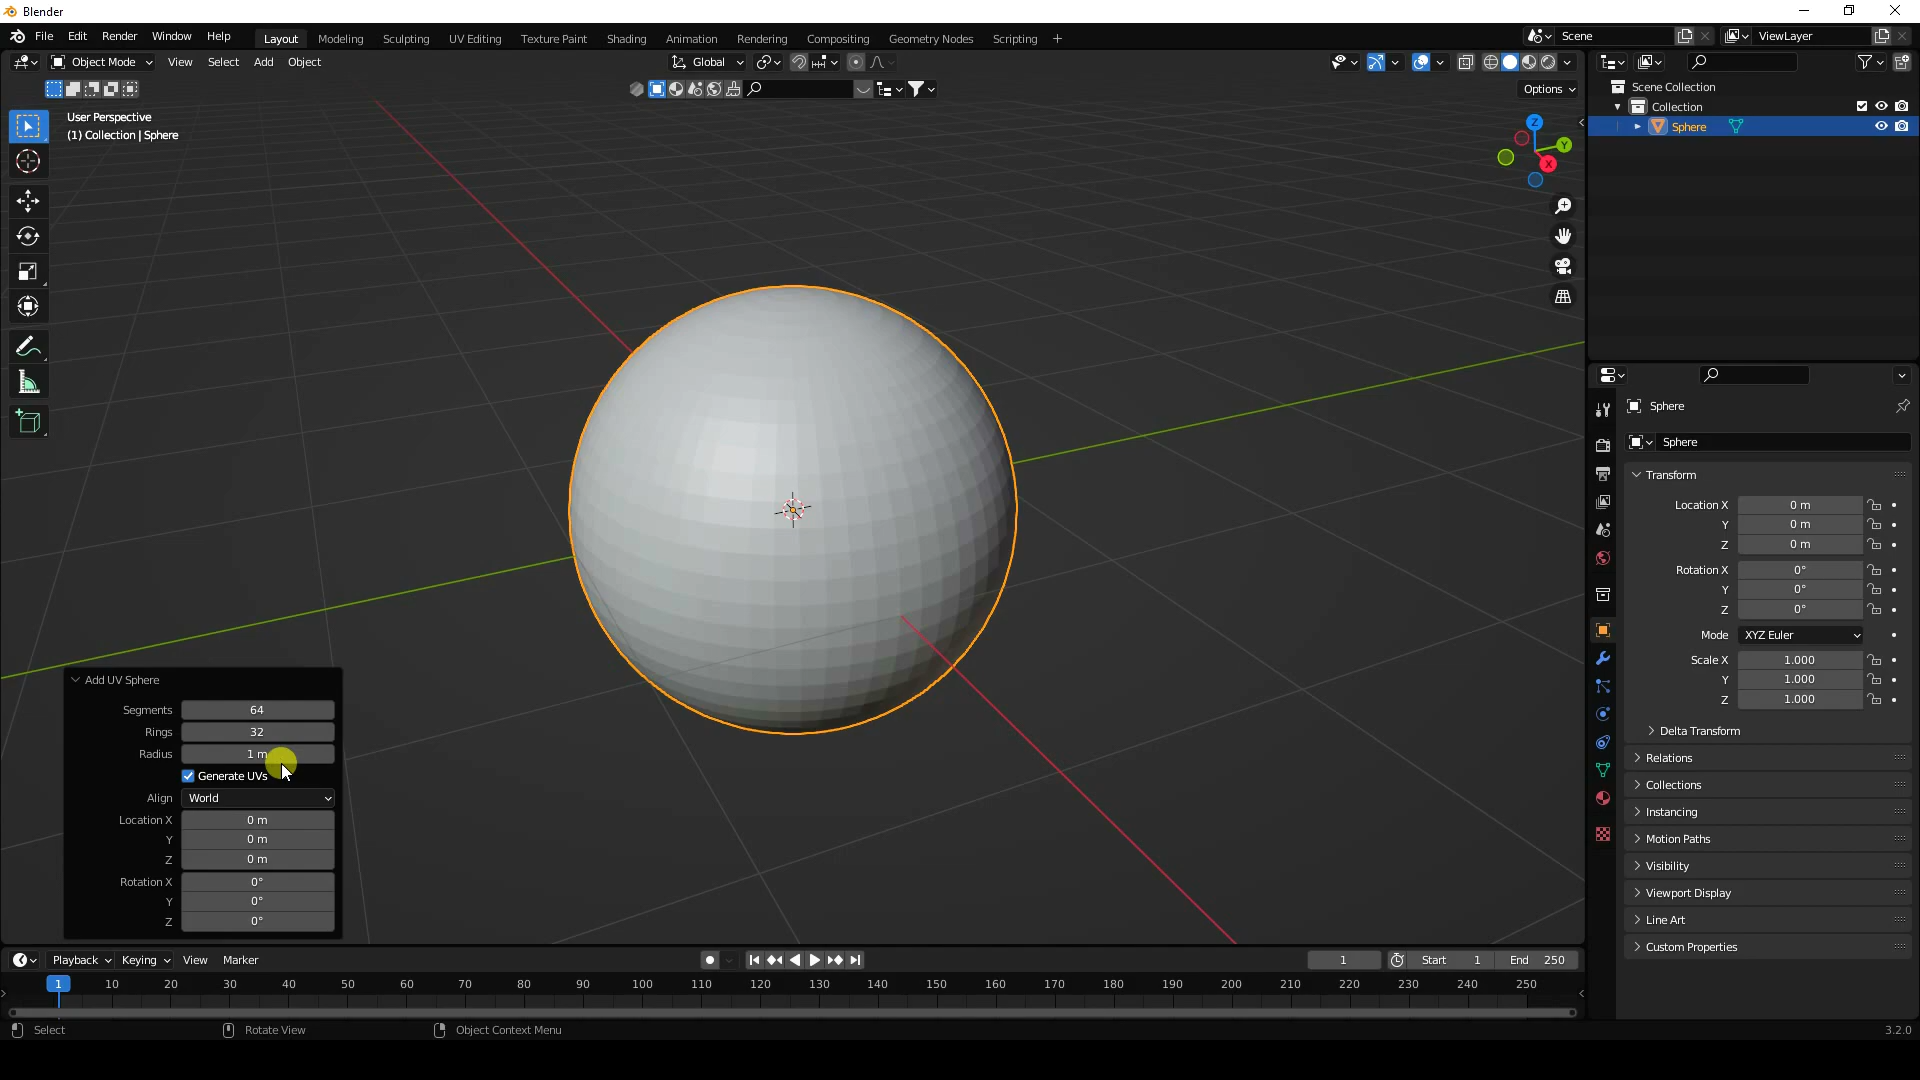 Blender
File Edit Render Window Help Layout Modeling Sculpting UV Editing Texture Paint Shading Animation Rendering Compositing Geometry Nodes Scripting + Scene ViewLayer
Object Mode View Select Add Object Global
Options
User Perspective
(1) Collection | Sphere
Z
Y
X
Scene Collection
Collection
Sphere
Sphere
Sphere
Transform
Location X 0 m
Y 0 m
Z 0 m
Rotation X 0°
Y 0°
Z 0°
Mode XYZ Euler
Scale X 1.000
Y 1.000
Z 1.000
Delta Transform
Relations
Collections
Instancing
Motion Paths
Visibility
Viewport Display
Line Art
Custom Properties
Add UV Sphere
Segments 64
Rings 32
Radius 1 m
Generate UVs
Align World
Location X 0 m
Y 0 m
Z 0 m
Rotation X 0°
Y 0°
Z 0°
Playback Keying View Marker 1 Start 1 End 250
1 10 20 30 40 50 60 70 80 90 100 110 120 130 140 150 160 170 180 190 200 210 220 230 240 250
Select Rotate View Object Context Menu 3.2.0